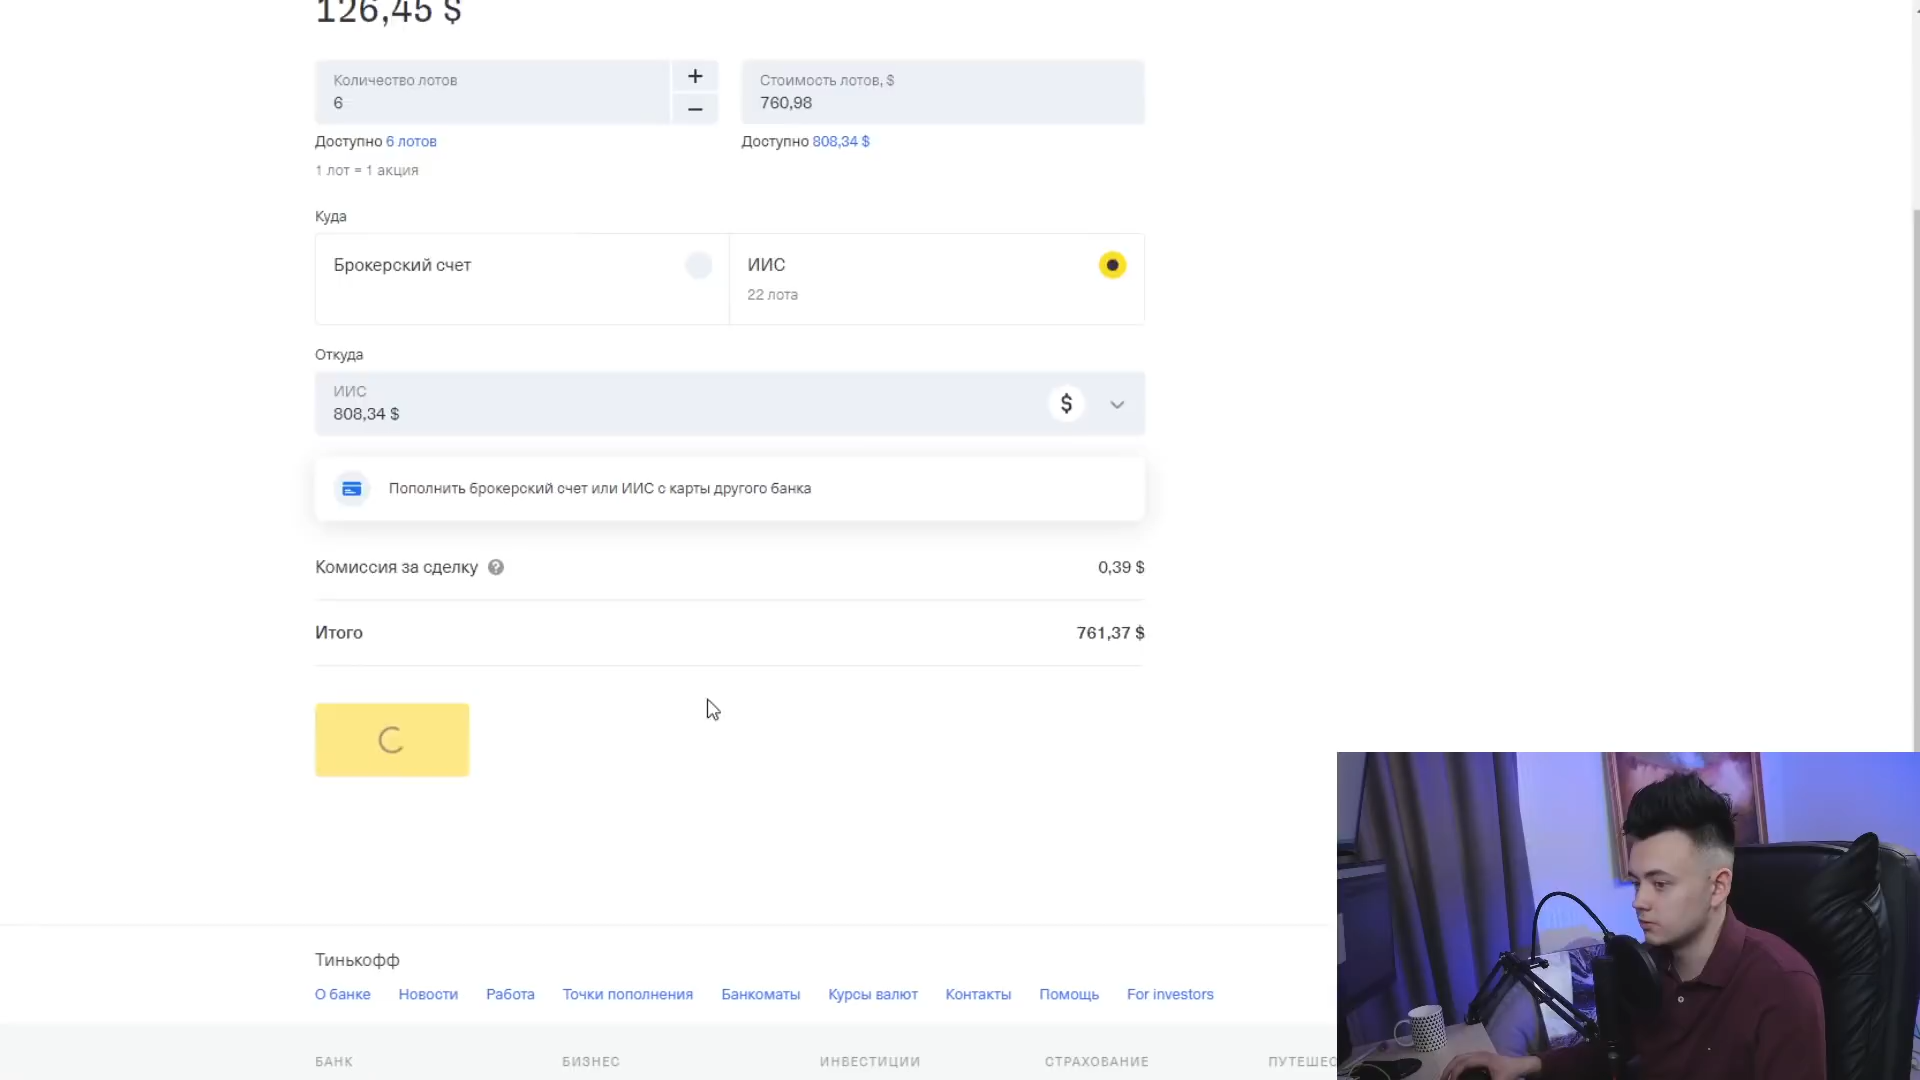 126,45 $
Количество лотов
6
+
−
Стоимость лотов, $
760,98
Доступно 6 лотов
Доступно 808,34 $
1 лот = 1 акция
Куда
Брокерский счет
ИИС
22 лота
Откуда
ИИС
808,34 $
$
Пополнить брокерский счет или ИИС с карты другого банка
Комиссия за сделку ?
0,39 $
Итого
761,37 $
Тинькофф
О банке Новости Работа Точки пополнения Банкоматы Курсы валют Контакты Помощь For investors
БАНК БИЗНЕС ИНВЕСТИЦИИ СТРАХОВАНИЕ ПУТЕШЕС